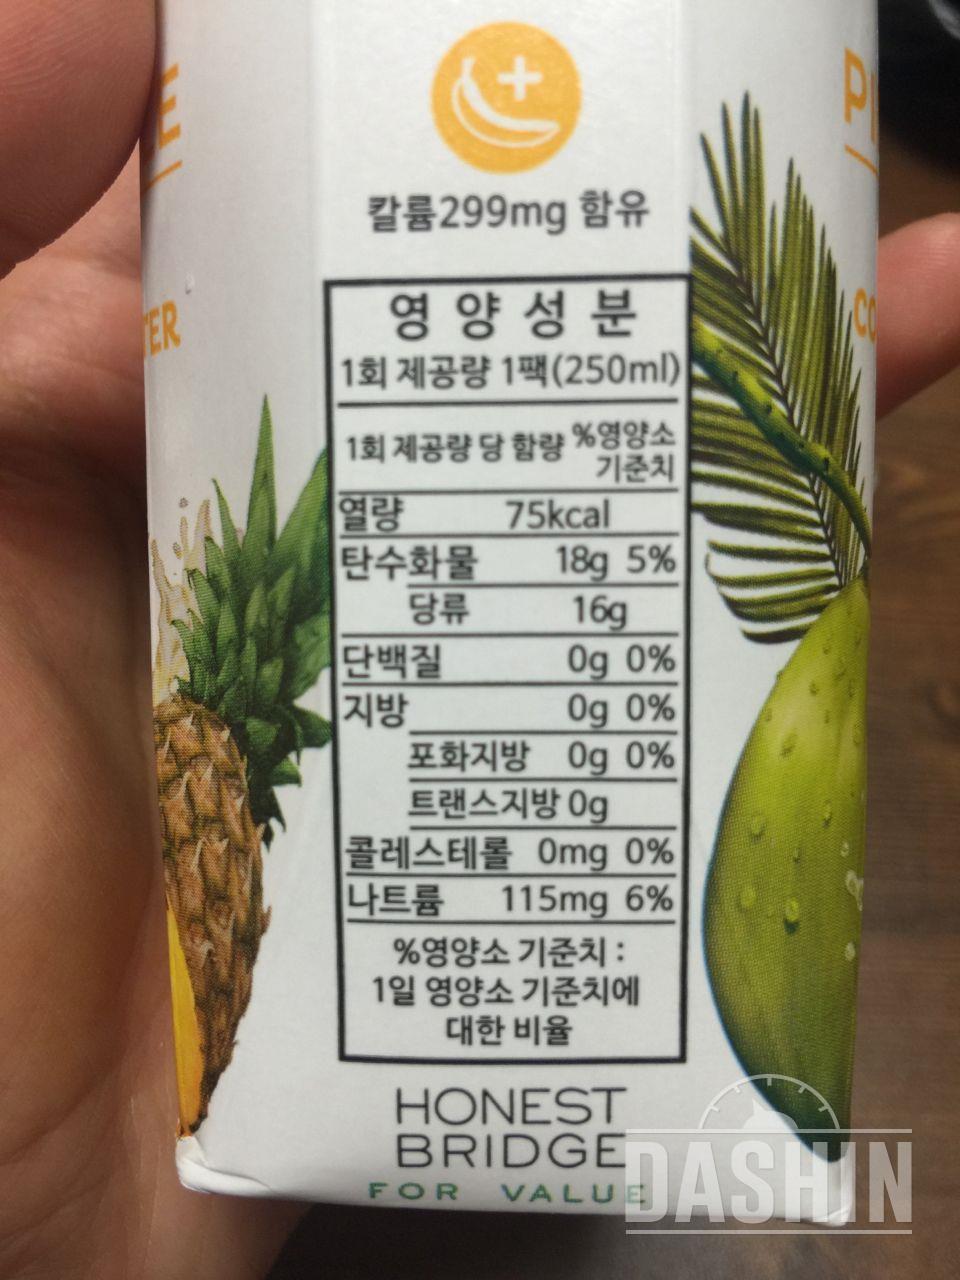 E
PI
칼륨299mg 함유
TER
CO
영 양 성 분
1회 제공량 1팩(250ml)
1회 제공량 당 함량 %영양소
기준치
열량 75kcal
탄수화물 18g 5%
당류 16g
단백질 0g 0%
지방 0g 0%
포화지방 0g 0%
트랜스지방 0g
콜레스테롤 0mg 0%
나트륨 115mg 6%
%영양소 기준치 :
1일 영양소 기준치에
대한 비율
HONEST
BRIDGE
FOR VALUE
DASHIN